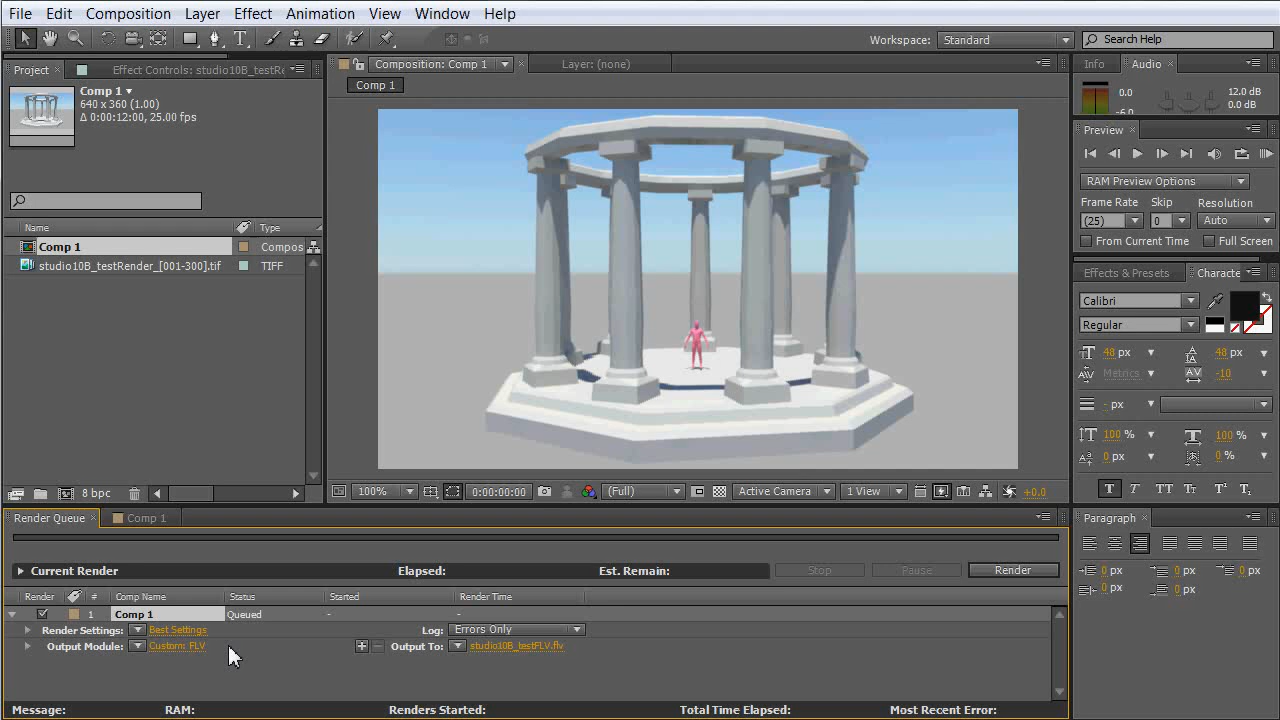 File Edit Composition Layer Effect Animation View Window Help
Workspace: Standard Search Help
Project Effect Controls: studio10B_testRe
Composition: Comp 1 Layer: (none)
Info Audio
Comp 1
640 x 360 (1.00)
Δ 0:00:12:00, 25.00 fps
Comp 1
0.0 12.0 dB
-6.0 0.0 dB
Preview
RAM Preview Options
Frame Rate Skip Resolution
(25) 0 Auto
From Current Time Full Screen
Name Type
Comp 1 Compos
studio10B_testRender_[001-300].tif TIFF
Effects & Presets Characte
Calibri
Regular
48 px 48 px
Metrics -10
- px
100 % 100 %
0 px 0 %
T T TT Tт T¹ T₁
8 bpc
100% 0:00:00:00 (Full) Active Camera 1 View +0.0
Render Queue Comp 1
Paragraph
0 px 0 px 0 px
0 px 0 px
Current Render Elapsed: Est. Remain: Stop Pause Render
Render # Comp Name Status Started Render Time
1 Comp 1 Queued - -
Render Settings: Best Settings Log: Errors Only
Output Module: Custom: FLV Output To: studio10B_testFLV.flv
Message: RAM: Renders Started: Total Time Elapsed: Most Recent Error: